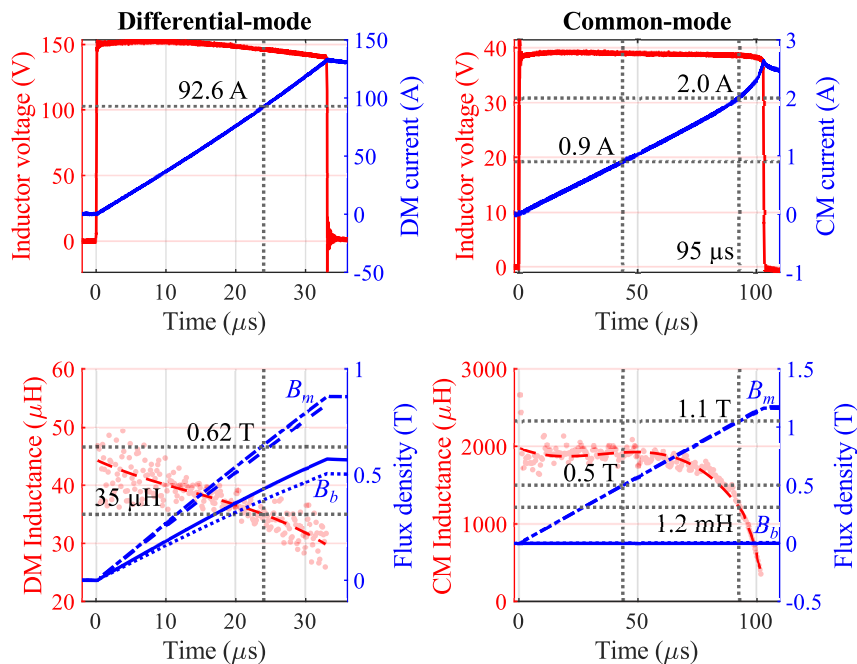 Differential-mode
Common-mode
150
100
50
0
Inductor voltage (V)
92.6 A
150
100
50
0
-50
DM current (A)
0
10
20
30
Time (μs)
40
30
20
10
0
Inductor voltage (V)
2.0 A
0.9 A
95 μs
3
2
1
0
-1
CM current (A)
0
50
100
Time (μs)
60
50
40
30
20
DM Inductance (μH)
Bm
0.62 T
35 μH
Bb
1
0.5
0
Flux density (T)
0
10
20
30
Time (μs)
3000
2000
1000
0
CM Inductance (μH)
Bm
1.1 T
0.5 T
1.2 mH
Bb
1.5
1
0.5
0
-0.5
Flux density (T)
0
50
100
Time (μs)